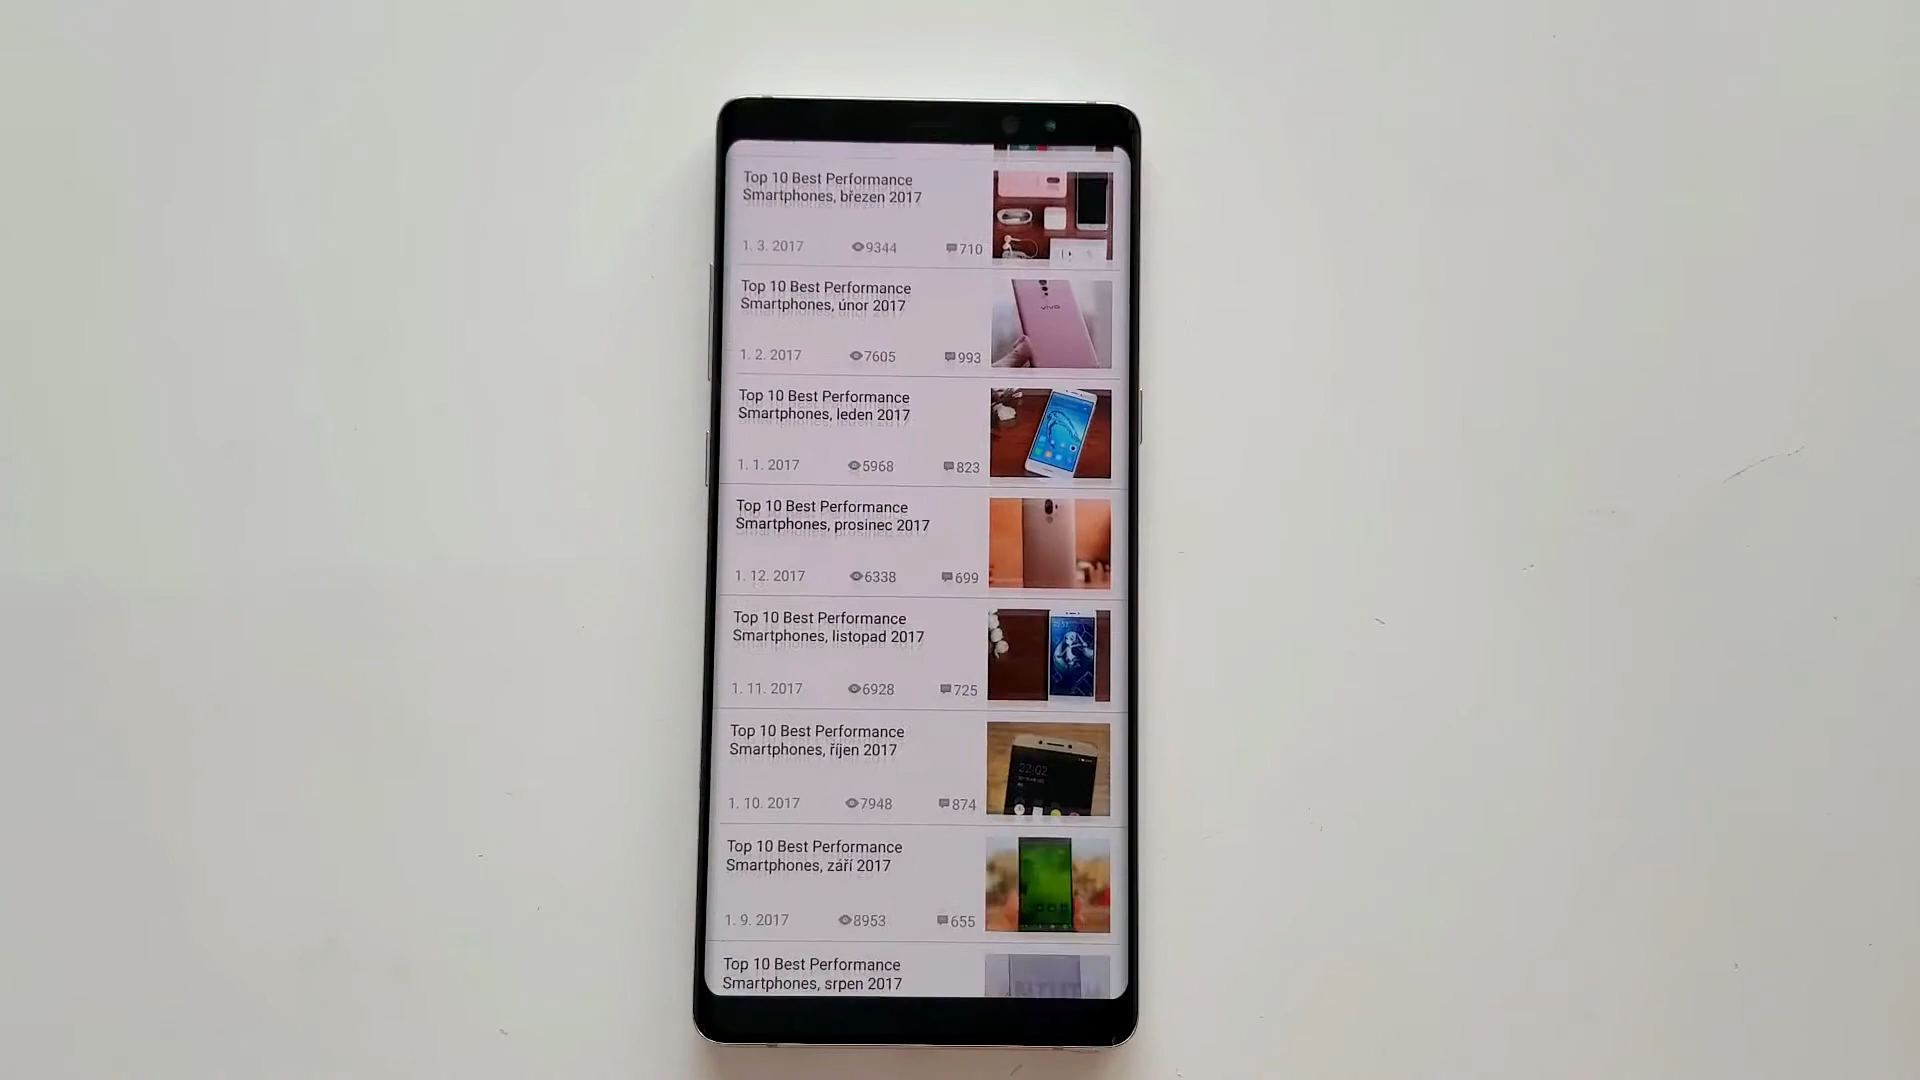 Top 10 Best Performance
Smartphones, březen 2017
1. 3. 2017 9344 710
Top 10 Best Performance
Smartphones, únor 2017
vivo
1. 2. 2017 7605 993
Top 10 Best Performance
Smartphones, leden 2017
1. 1. 2017 5968 823
Top 10 Best Performance
Smartphones, prosinec 2017
1. 12. 2017 6338 699
Top 10 Best Performance
Smartphones, listopad 2017
1. 11. 2017 6928 725
Top 10 Best Performance
Smartphones, říjen 2017
22:02
1. 10. 2017 7948 874
Top 10 Best Performance
Smartphones, září 2017
1. 9. 2017 8953 655
Top 10 Best Performance
Smartphones, srpen 2017